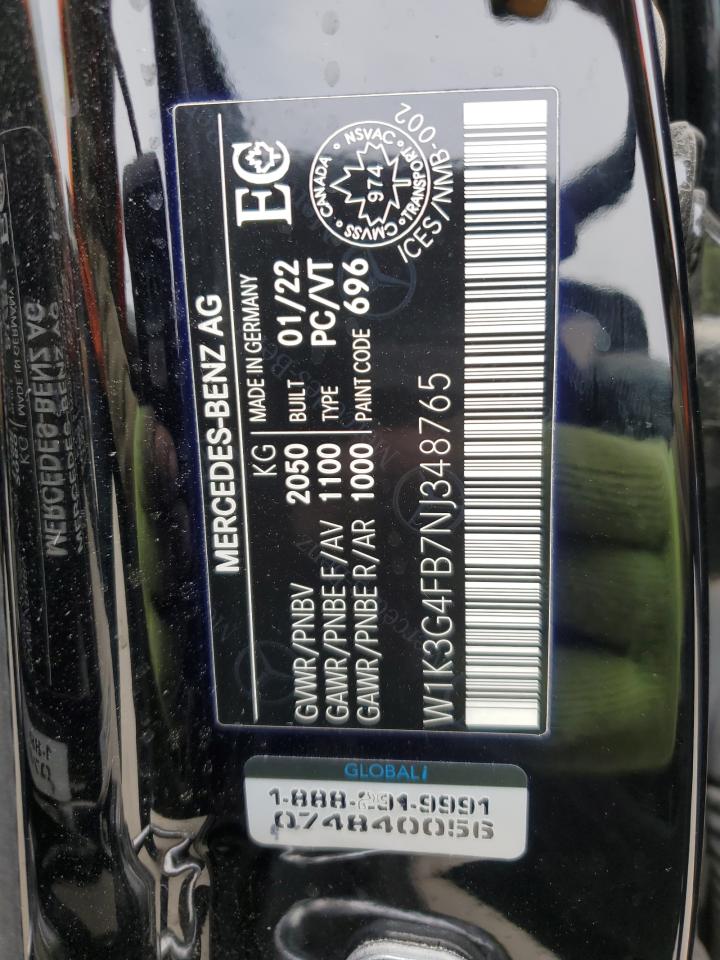 MERCEDES-BENZ AG
EC
KG
MADE IN GERMANY
GVWR/PNBV 2050
BUILT 01/22
GAWR/PNBE F/AV 1100
TYPE PC/VT
GAWR/PNBE R/AR 1000
PAINT CODE 696
CANADA • NSVAC • TRANSPORT • CMVSS
974
ICES/NMB-002
W1K3G4FB7NJ348765
GLOBALi
1-888-291-9991
074840056